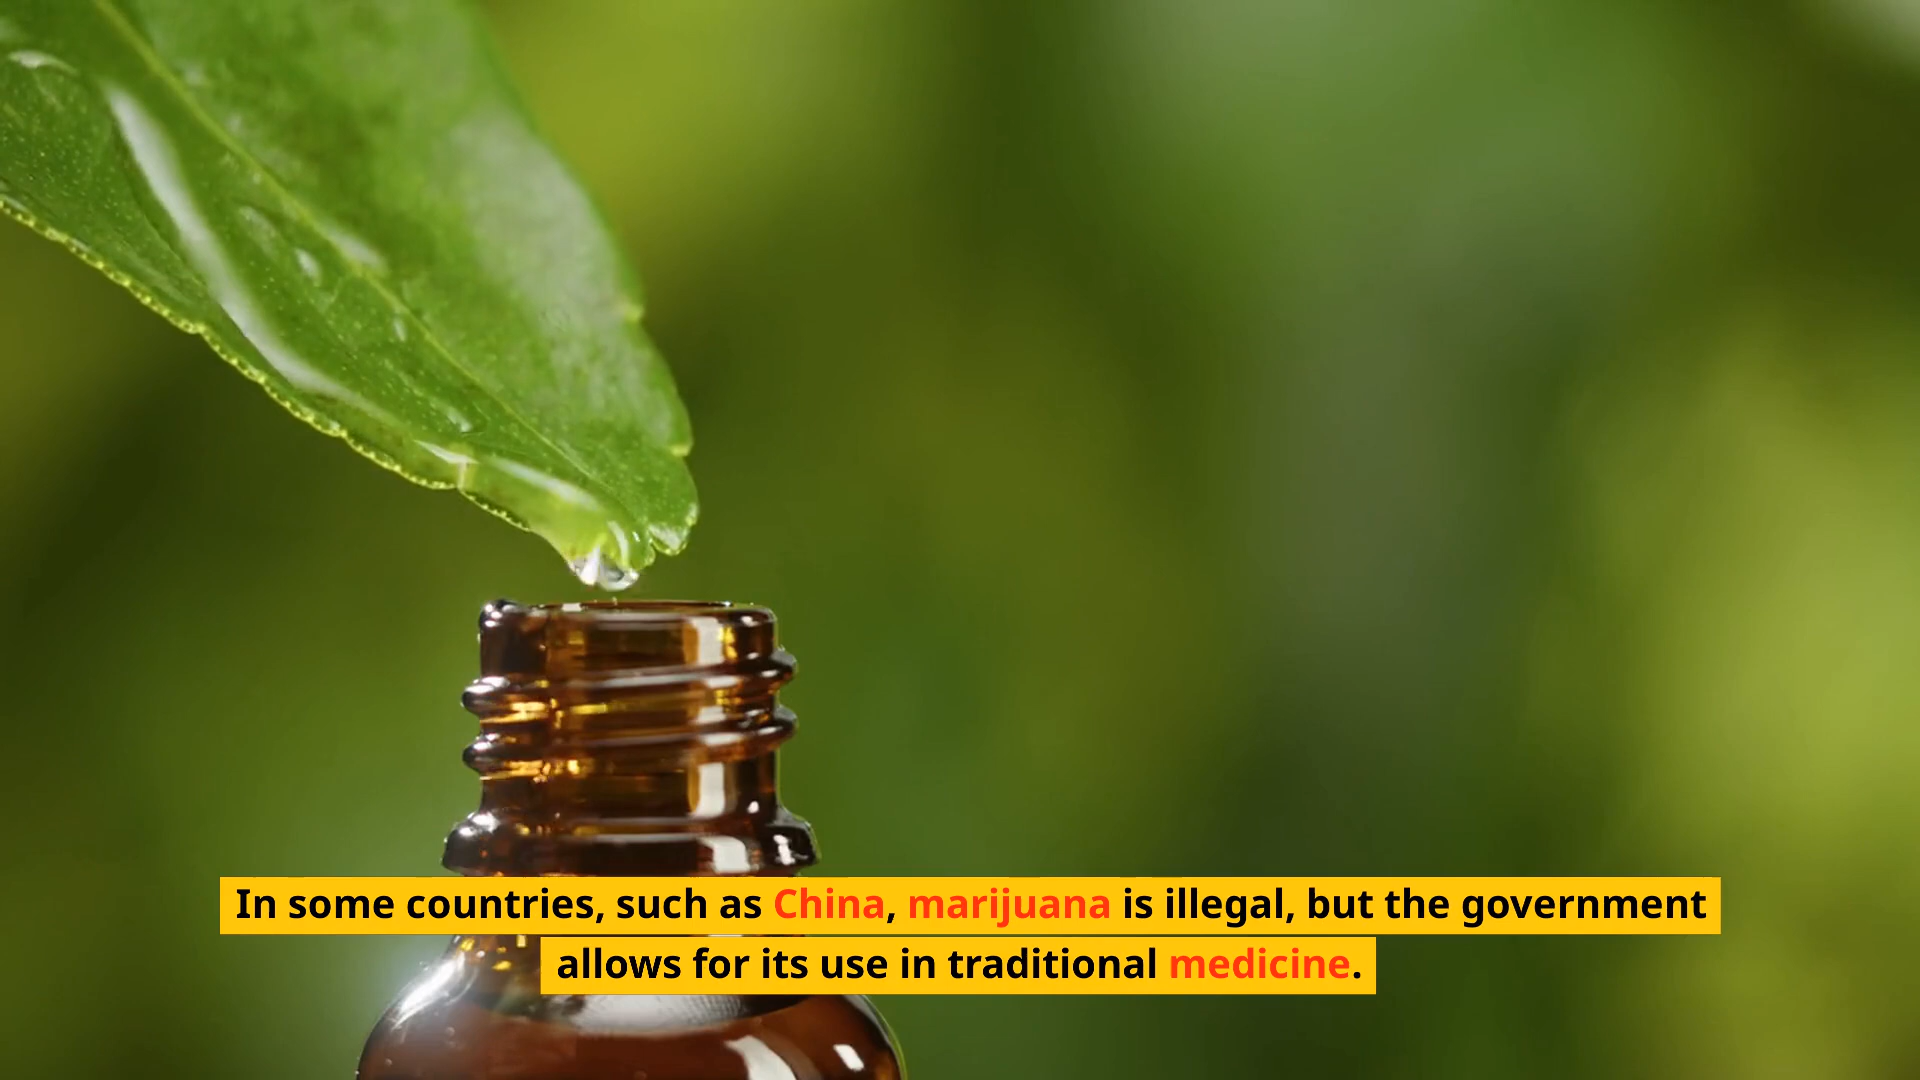 In some countries, such as China, marijuana is illegal, but the government
allows for its use in traditional medicine.